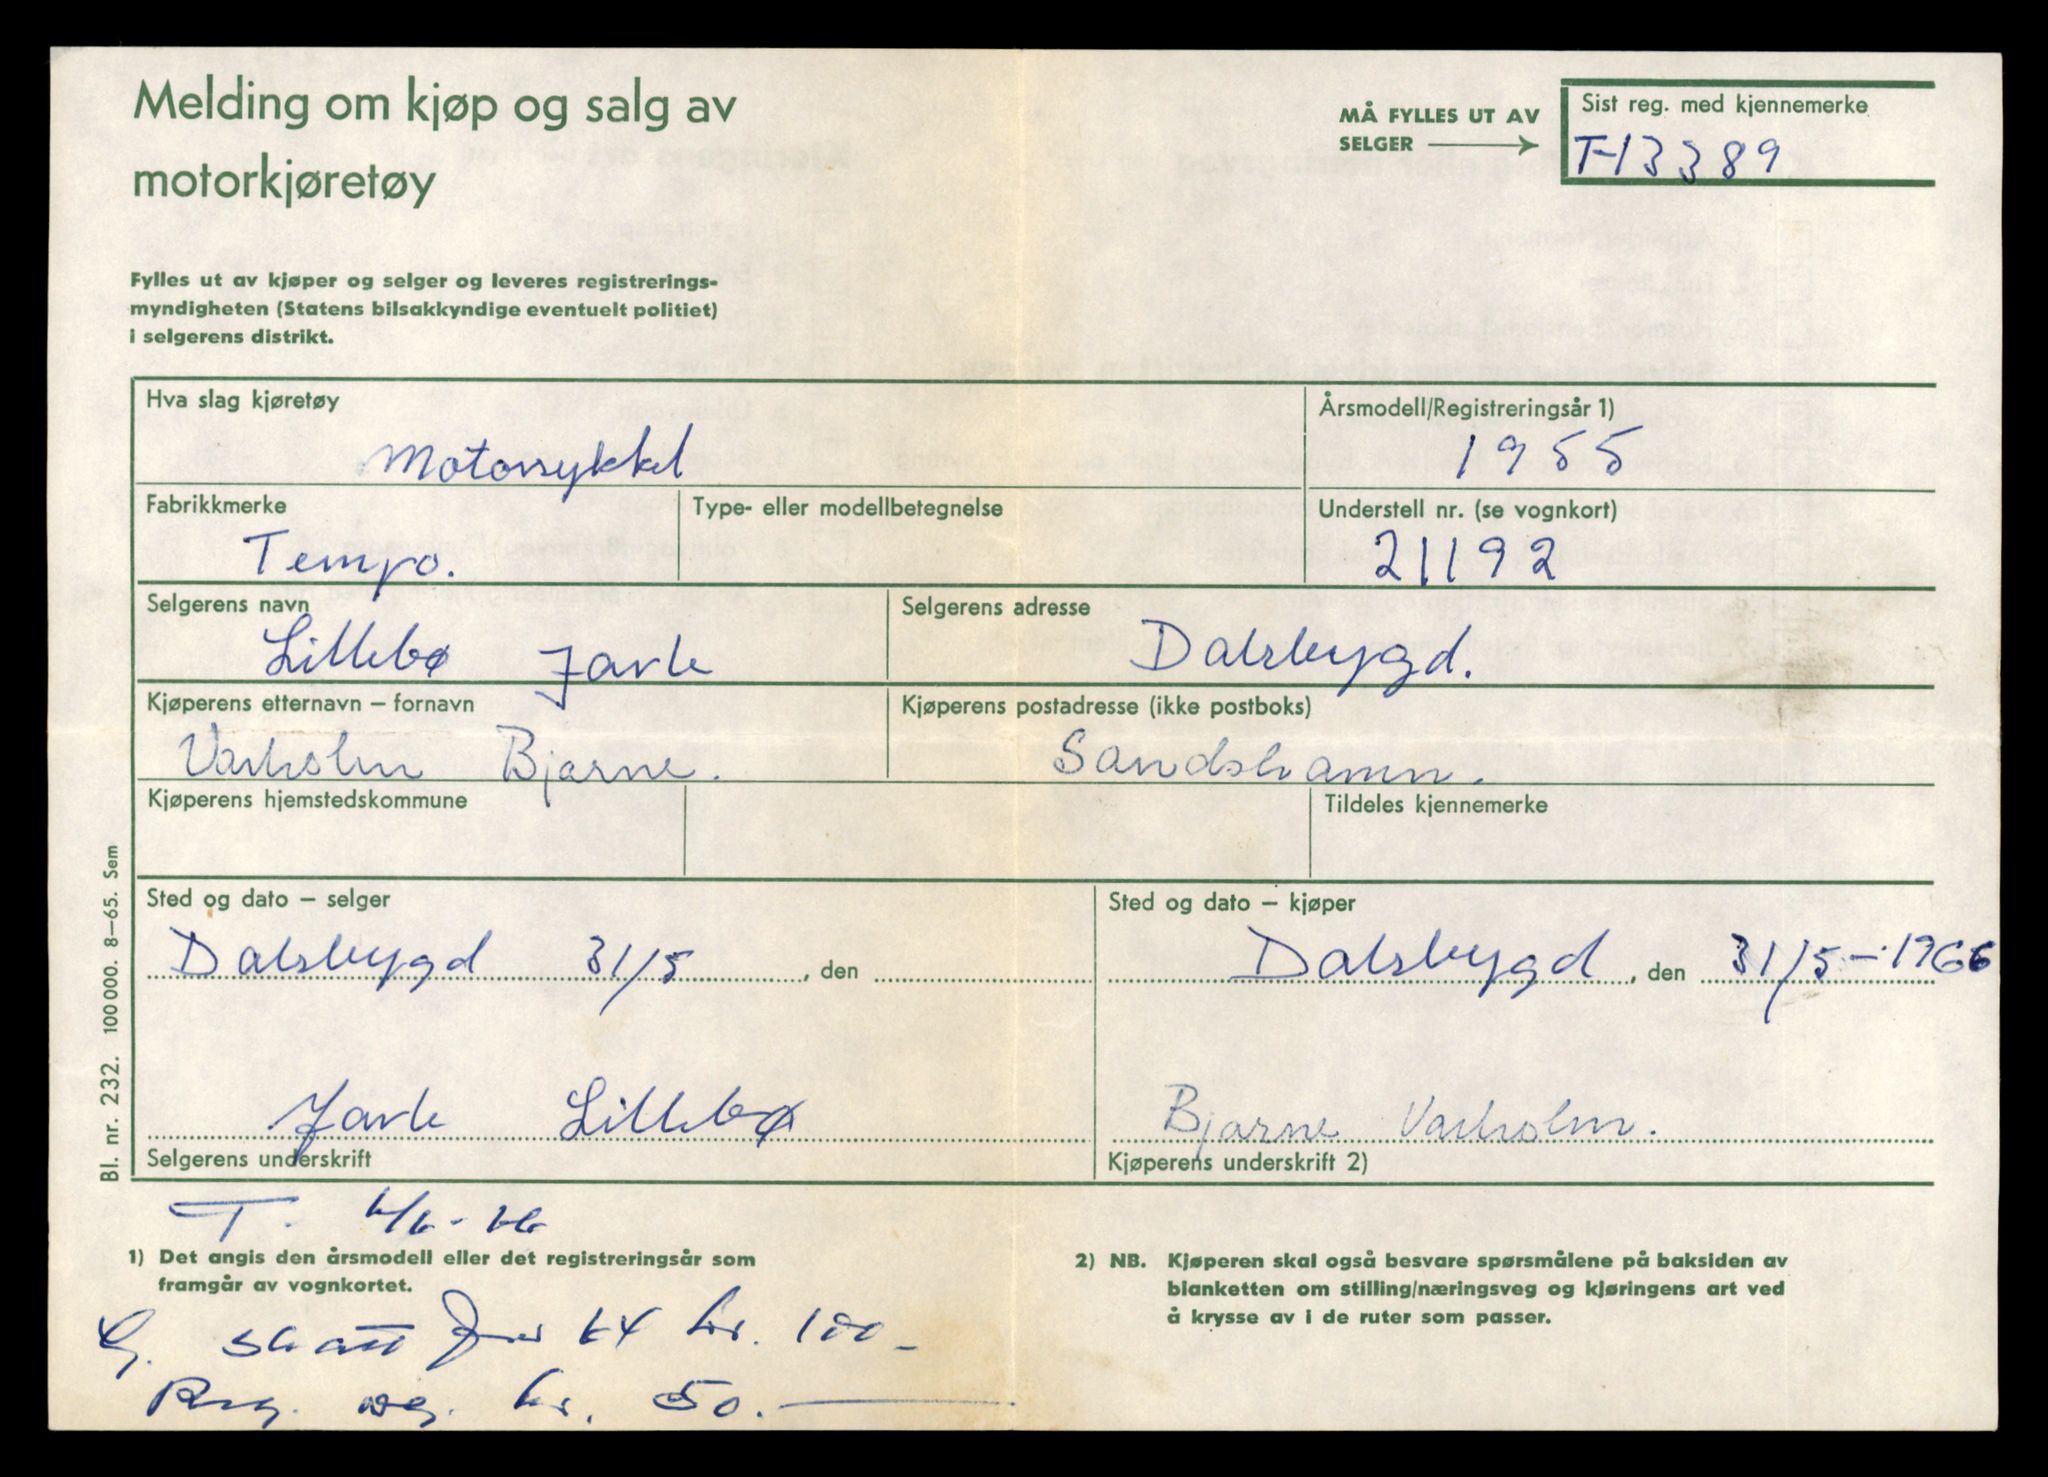 Melding om kjøp og salg av
motorkjøretøy
MÅ FYLLES UT AV
SELGER
Sist reg. med kjennemerke
T-13389
Fylles ut av kjøper og selger og leveres registrerings-
myndigheten (Statens bilsakkyndige eventuelt politiet)
i selgerens distrikt.
Hva slag kjøretøy
Motorsykkel
Årsmodell/Registreringsår 1)
1955
Fabrikkmerke
Tempo.
Type- eller modellbetegnelse
Understell nr. (se vognkort)
21192
Selgerens navn
Lillebø Jarle
Selgerens adresse
Dalsbygd.
Kjøperens etternavn – fornavn
Varholm Bjarne.
Kjøperens postadresse (ikke postboks)
Sandshamn.
Kjøperens hjemstedskommune
Tildeles kjennemerke
Sted og dato – selger
Dalsbygd 31/5, den
Sted og dato – kjøper
Dalsbygd, den 31/5-1966
Jarle Lillebø
Selgerens underskrift
Bjarne Varholm.
Kjøperens underskrift 2)
Bl. nr. 232. 100 000. 8–65. Sem
T. 6/6-66
1) Det angis den årsmodell eller det registreringsår som
framgår av vognkortet.
2) NB. Kjøperen skal også besvare spørsmålene på baksiden av
blanketten om stilling/næringsveg og kjøringens art ved
å krysse av i de ruter som passer.
skatt kr. 100-
Reg. kr. 50.